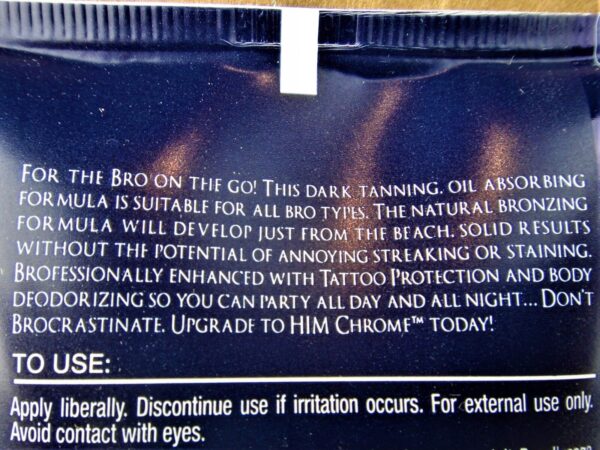 FOR THE BRO ON THE GO! THIS DARK TANNING, OIL ABSORBING
FORMULA IS SUITABLE FOR ALL BRO TYPES. THE NATURAL BRONZING
FORMULA WILL DEVELOP JUST FROM THE BEACH. SOLID RESULTS
WITHOUT THE POTENTIAL OF ANNOYING STREAKING OR STAINING.
BROFESSIONALLY ENHANCED WITH TATTOO PROTECTION AND BODY
DEODORIZING SO YOU CAN PARTY ALL DAY AND ALL NIGHT... DON'T
BROCRASTINATE. UPGRADE TO HIM CHROME™ TODAY!
TO USE:
Apply liberally. Discontinue use if irritation occurs. For external use only.
Avoid contact with eyes.